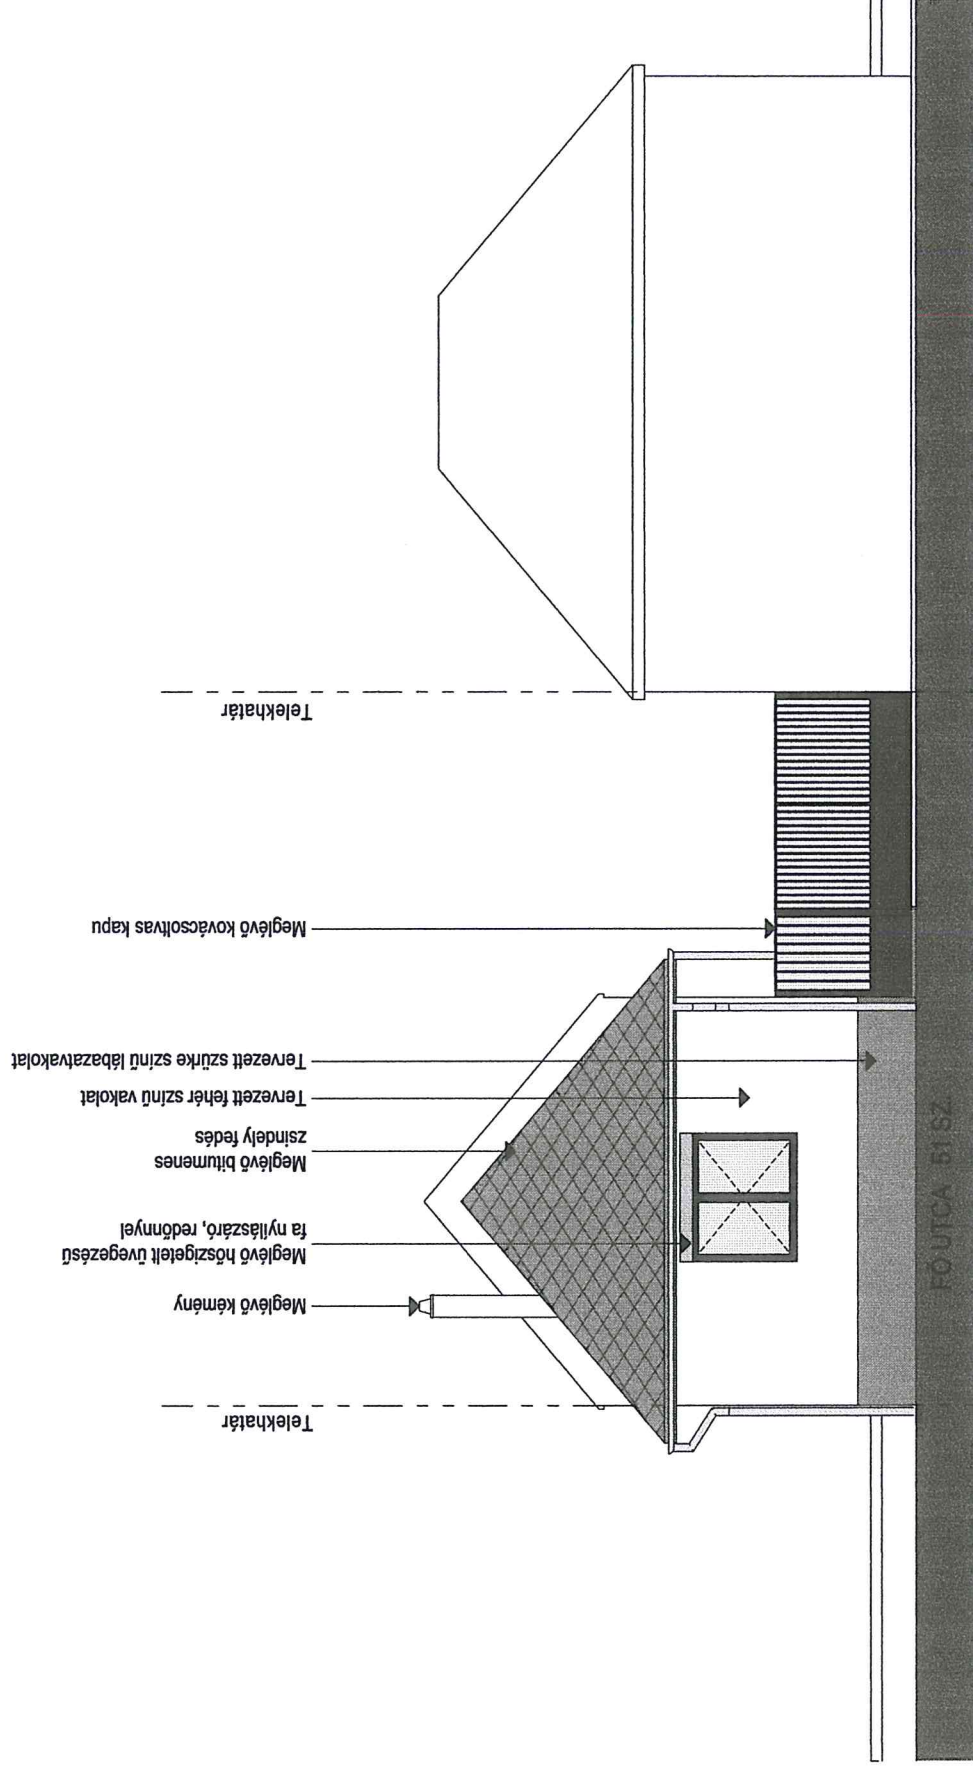 Telekhatár
Meglévő kémény
Meglévő hőszigetelt üvegezésű
fa nyílászáró, redőnnyel
Meglévő bitumenes
zsindely fedés
Tervezett fehér színű vakolat
Tervezett szürke színű lábazatvakolat
Meglévő kovácsoltvas kapu
Telekhatár
FŐ UTCA 51 SZ.